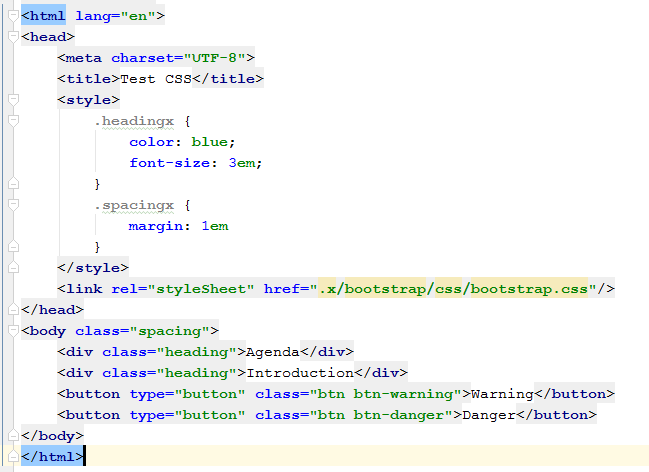 <html lang="en">
<head>
    <meta charset="UTF-8">
    <title>Test CSS</title>
    <style>
        .headingx {
            color: blue;
            font-size: 3em;
        }
        .spacingx {
            margin: 1em
        }
    </style>
    <link rel="styleSheet" href=".x/bootstrap/css/bootstrap.css"/>
</head>
<body class="spacing">
    <div class="heading">Agenda</div>
    <div class="heading">Introduction</div>
    <button type="button" class="btn btn-warning">Warning</button>
    <button type="button" class="btn btn-danger">Danger</button>
</body>
</html>